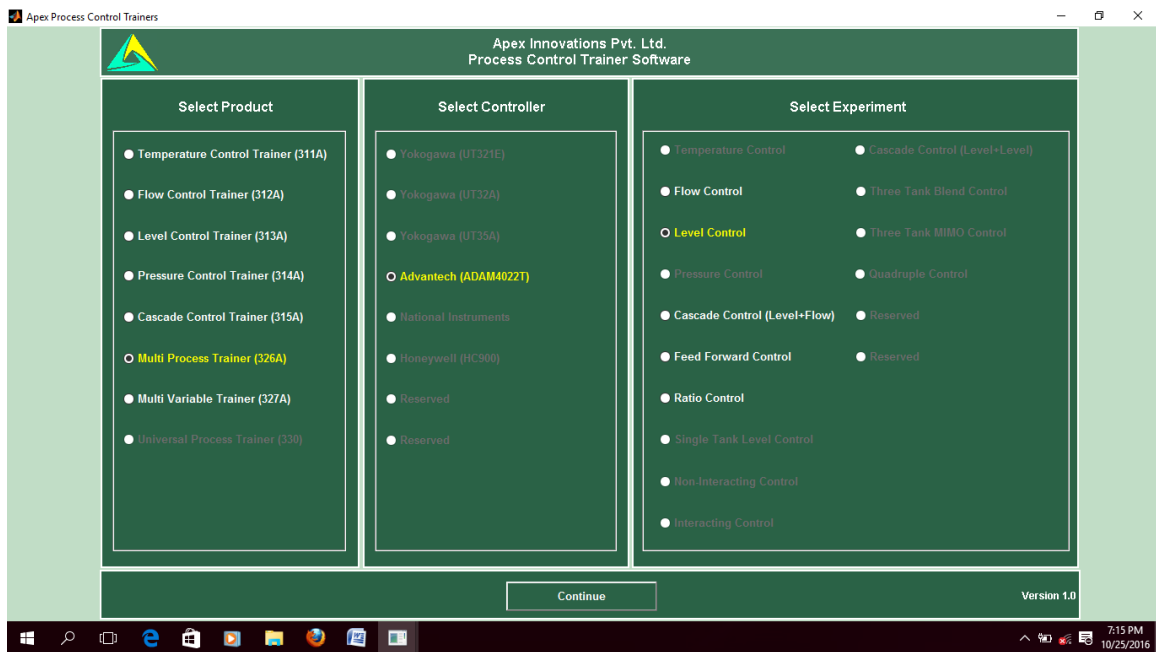 Apex Process Control Trainers
Apex Innovations Pvt. Ltd.
Process Control Trainer Software
Select Product
Temperature Control Trainer (311A)
Flow Control Trainer (312A)
Level Control Trainer (313A)
Pressure Control Trainer (314A)
Cascade Control Trainer (315A)
Multi Process Trainer (326A)
Multi Variable Trainer (327A)
Universal Process Trainer (330)
Select Controller
Yokogawa (UT321E)
Yokogawa (UT32A)
Yokogawa (UT35A)
Advantech (ADAM4022T)
National Instruments
Honeywell (HC900)
Reserved
Reserved
Select Experiment
Temperature Control
Flow Control
Level Control
Pressure Control
Cascade Control (Level+Flow)
Feed Forward Control
Ratio Control
Single Tank Level Control
Non-Interacting Control
Interacting Control
Cascade Control (Level+Level)
Three Tank Blend Control
Three Tank MIMO Control
Quadruple Control
Reserved
Reserved
Continue
Version 1.0
7:15 PM
10/25/2016